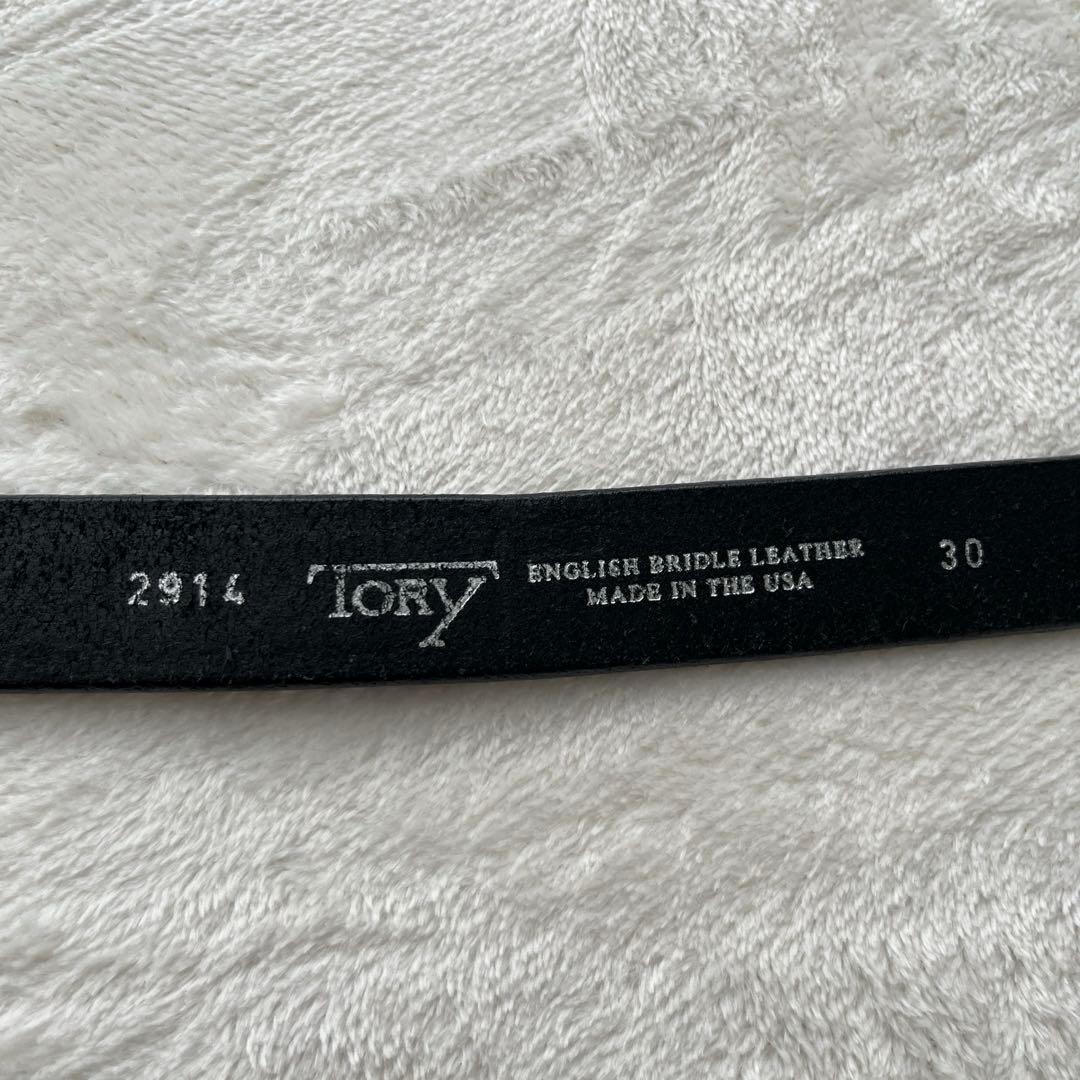 2914
TORY
ENGLISH BRIDLE LEATHER
MADE IN THE USA
30